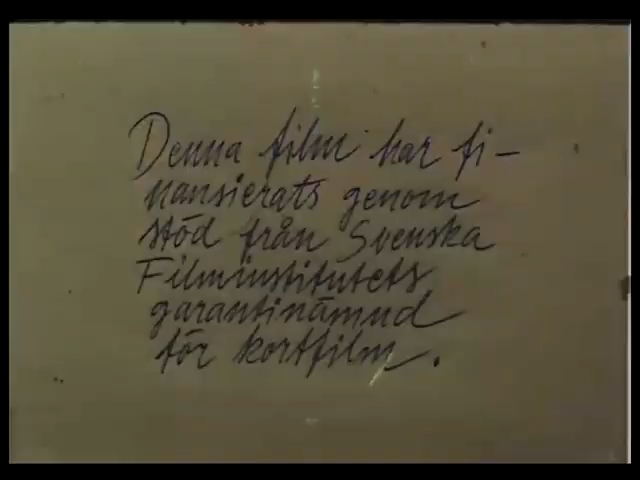 Denna film har fi-
nansierats genom
stöd från Svenska
Filminstitutets
garantinämnd
för kortfilm.